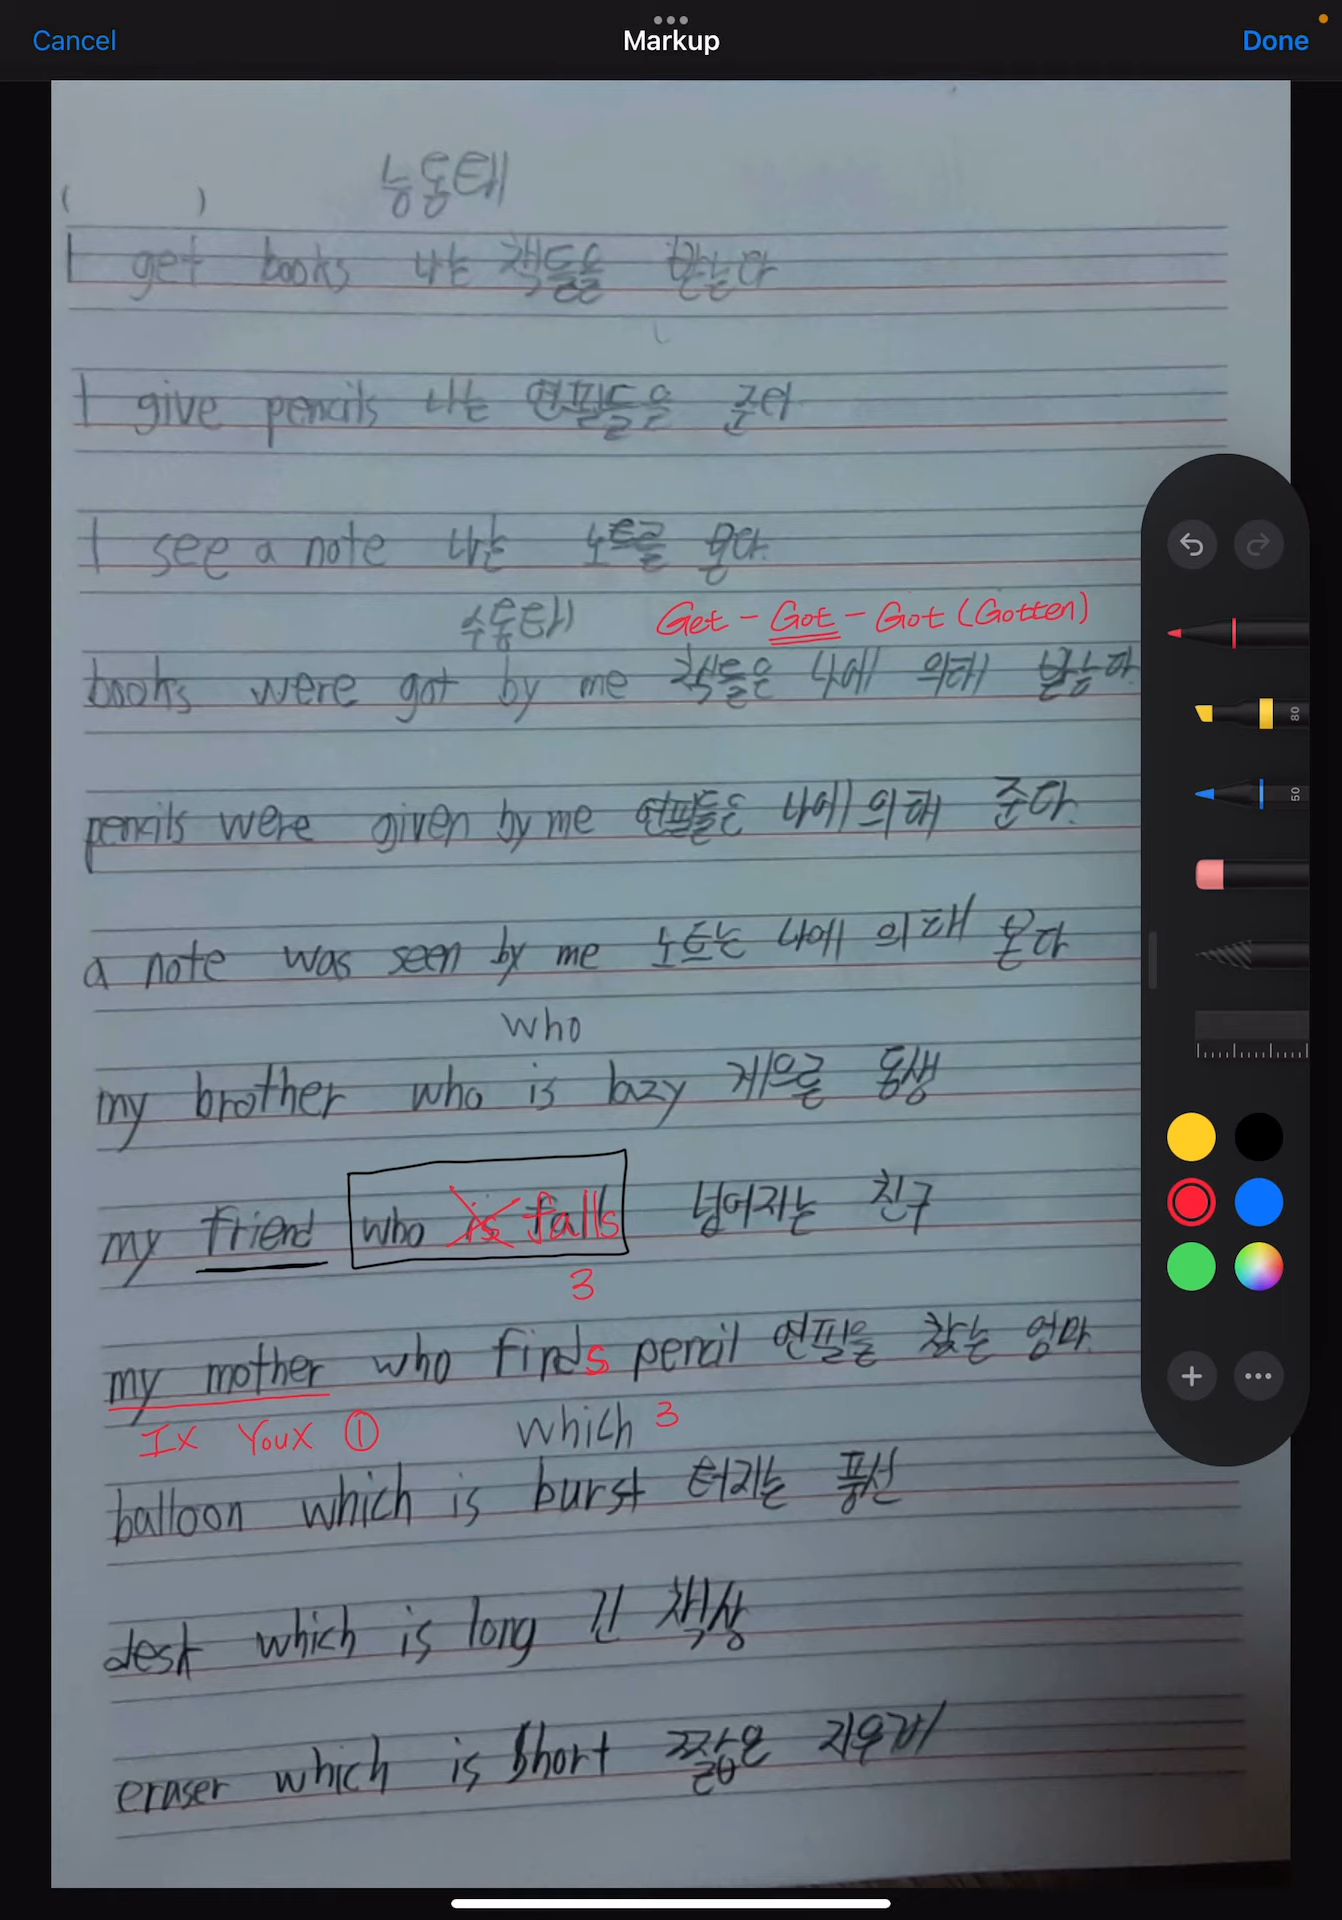 Cancel
Markup
Done
( ) 능동태
I get books 나는 책들을 받는다
I give pencils 나는 연필들을 준다
I see a note 나는 노트를 본다.
수동태 Get - Got - Got (Gotten)
books were got by me 책들은 나에 의해 받는다
80
pencils were given by me 연필들은 나에 의해 준다.
50
a note was seen by me 노트는 나에 의해 본다
who
my brother who is lazy 게으른 동생
my friend who is falls 넘어지는 친구
3
my mother who finds pencil 연필을 찾는 엄마.
I X You X ① which 3
balloon which is burst 터지는 풍선
desk which is long 긴 책상
eraser which is short 짧은 지우개